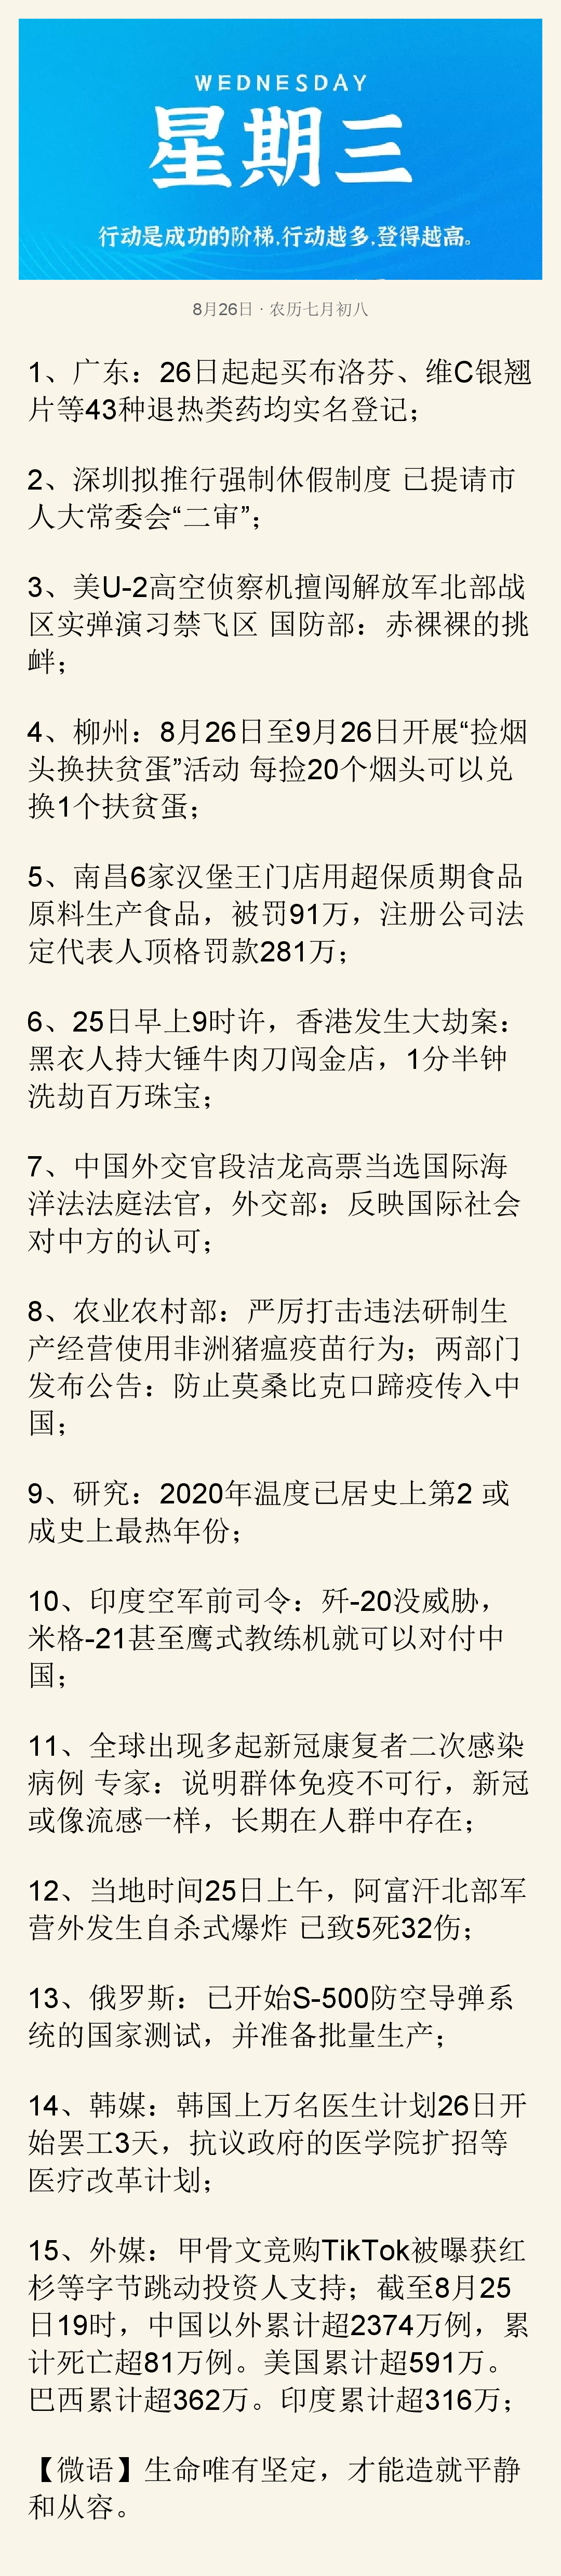 WEDNESDAY
星期三
行动是成功的阶梯,行动越多,登得越高。
8月26日 · 农历七月初八
1、广东：26日起起买布洛芬、维C银翘
片等43种退热类药均实名登记；
2、深圳拟推行强制休假制度 已提请市
人大常委会“二审”；
3、美U-2高空侦察机擅闯解放军北部战
区实弹演习禁飞区 国防部：赤裸裸的挑
衅；
4、柳州：8月26日至9月26日开展“捡烟
头换扶贫蛋”活动 每捡20个烟头可以兑
换1个扶贫蛋；
5、南昌6家汉堡王门店用超保质期食品
原料生产食品，被罚91万，注册公司法
定代表人顶格罚款281万；
6、25日早上9时许，香港发生大劫案：
黑衣人持大锤牛肉刀闯金店，1分半钟
洗劫百万珠宝；
7、中国外交官段洁龙高票当选国际海
洋法法庭法官，外交部：反映国际社会
对中方的认可；
8、农业农村部：严厉打击违法研制生
产经营使用非洲猪瘟疫苗行为；两部门
发布公告：防止莫桑比克口蹄疫传入中
国；
9、研究：2020年温度已居史上第2 或
成史上最热年份；
10、印度空军前司令：歼-20没威胁，
米格-21甚至鹰式教练机就可以对付中
国；
11、全球出现多起新冠康复者二次感染
病例 专家：说明群体免疫不可行，新冠
或像流感一样，长期在人群中存在；
12、当地时间25日上午，阿富汗北部军
营外发生自杀式爆炸 已致5死32伤；
13、俄罗斯：已开始S-500防空导弹系
统的国家测试，并准备批量生产；
14、韩媒：韩国上万名医生计划26日开
始罢工3天，抗议政府的医学院扩招等
医疗改革计划；
15、外媒：甲骨文竞购TikTok被曝获红
杉等字节跳动投资人支持；截至8月25
日19时，中国以外累计超2374万例，累
计死亡超81万例。美国累计超591万。
巴西累计超362万。印度累计超316万；
【微语】生命唯有坚定，才能造就平静
和从容。